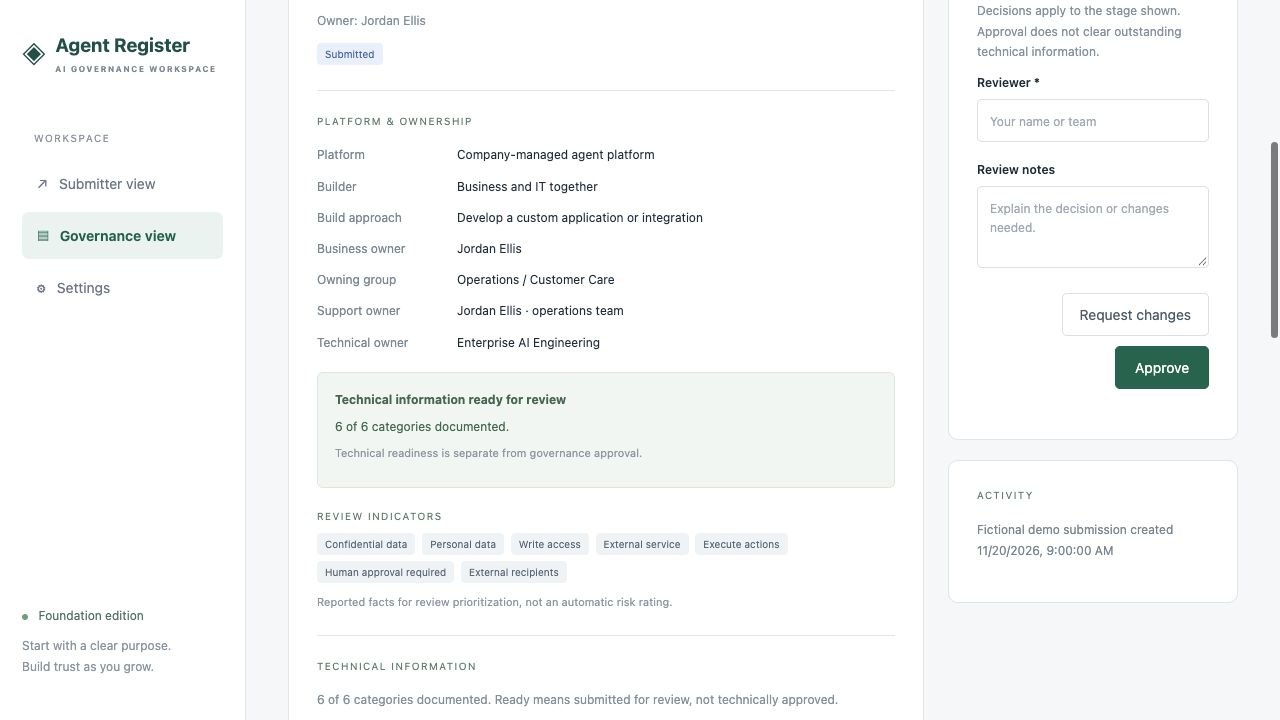 Agent Register
AI GOVERNANCE WORKSPACE
WORKSPACE
Submitter view
Governance view
Settings
Foundation edition
Start with a clear purpose.
Build trust as you grow.
Owner: Jordan Ellis
Submitted
PLATFORM & OWNERSHIP
Platform Company-managed agent platform
Builder Business and IT together
Build approach Develop a custom application or integration
Business owner Jordan Ellis
Owning group Operations / Customer Care
Support owner Jordan Ellis · operations team
Technical owner Enterprise AI Engineering
Technical information ready for review
6 of 6 categories documented.
Technical readiness is separate from governance approval.
REVIEW INDICATORS
Confidential data Personal data Write access External service Execute actions
Human approval required External recipients
Reported facts for review prioritization, not an automatic risk rating.
TECHNICAL INFORMATION
6 of 6 categories documented. Ready means submitted for review, not technically approved.
Decisions apply to the stage shown.
Approval does not clear outstanding
technical information.
Reviewer *
Your name or team
Review notes
Explain the decision or changes
needed.
Request changes
Approve
ACTIVITY
Fictional demo submission created
11/20/2026, 9:00:00 AM